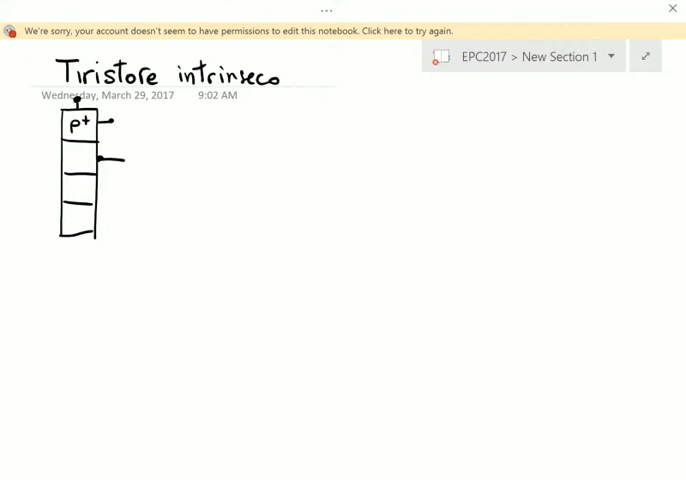 ...
We're sorry, your account doesn't seem to have permissions to edit this notebook. Click here to try again.
EPC2017 > New Section 1
Tiristore intrinseco
Wednesday, March 29, 2017 9:02 AM
P+